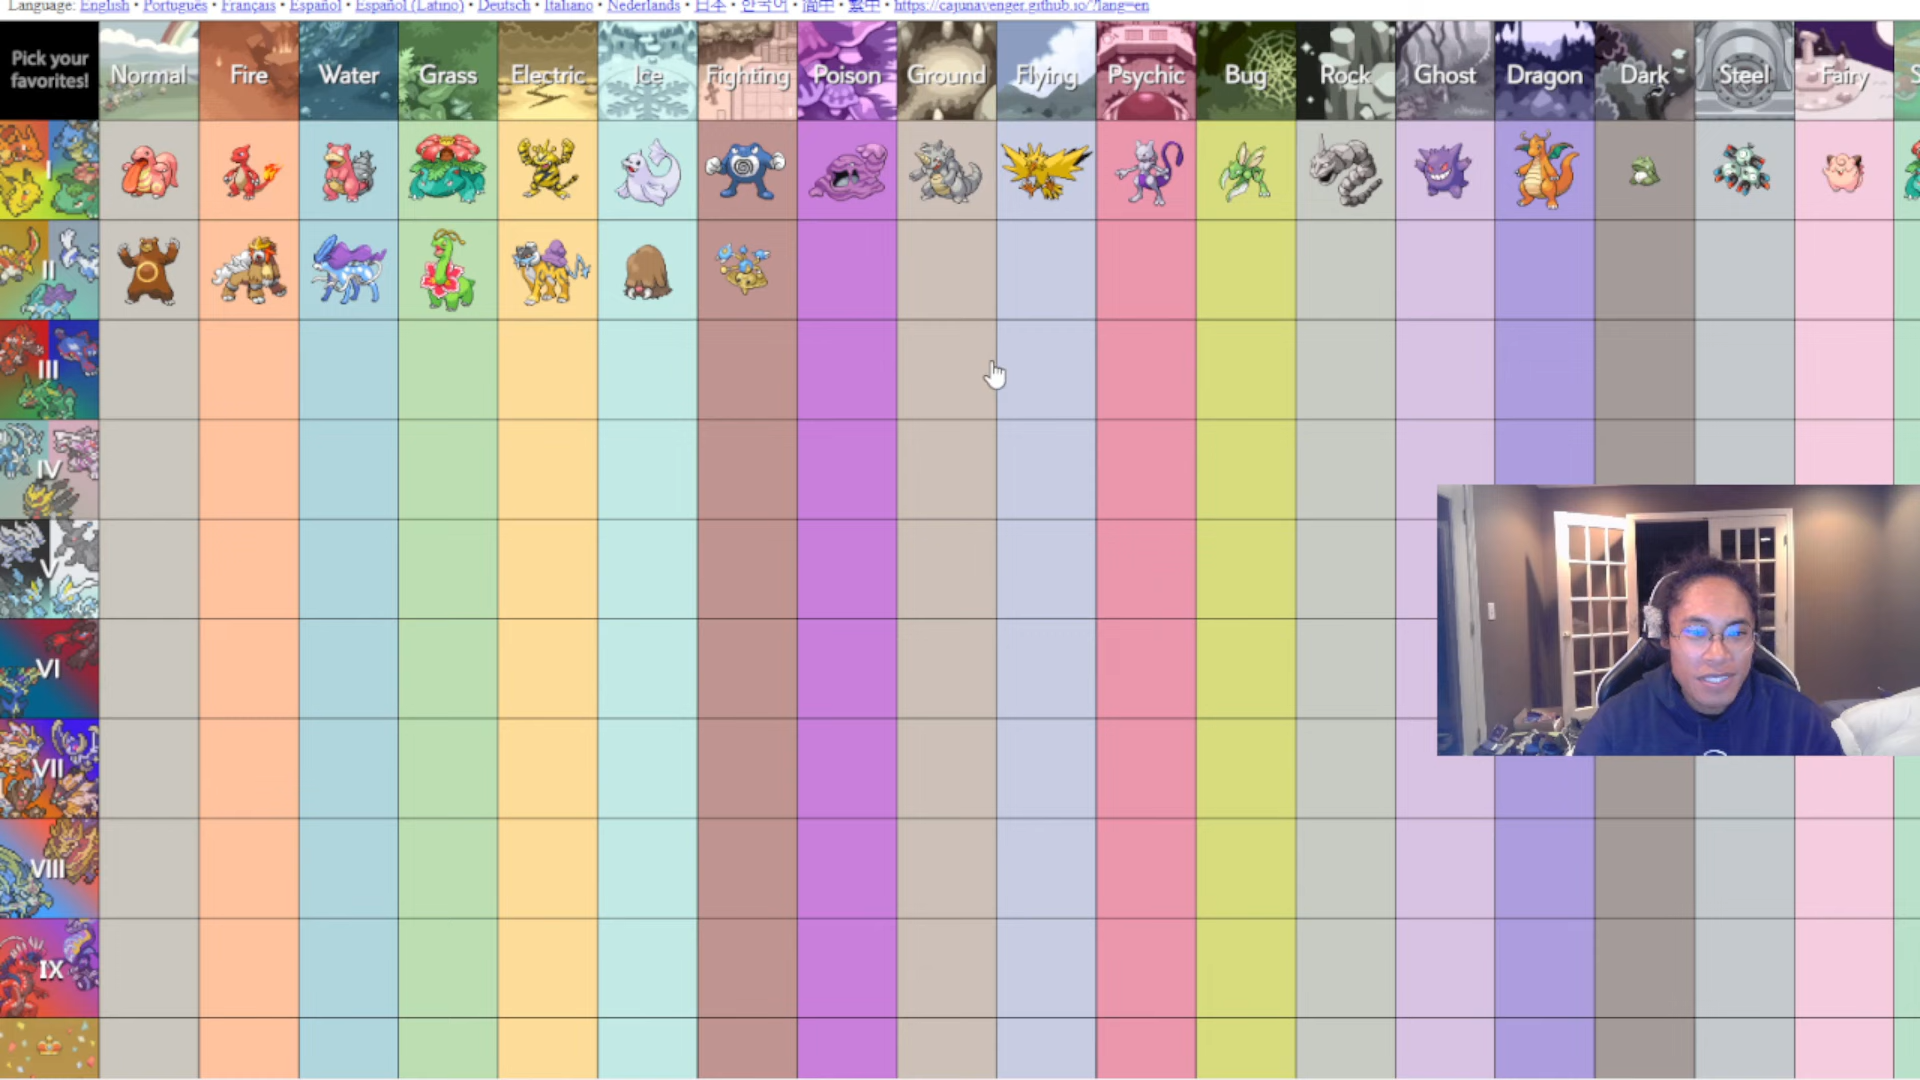 Language: English • Português • Français • Español • Español (Latino) • Deutsch • Italiano • Nederlands • 日本 • 한국어 • 简中 • 繁中 • https://cajunavenger.github.io/?lang=en
Pick your favorites!
Normal Fire Water Grass Electric Ice Fighting Poison Ground Flying Psychic Bug Rock Ghost Dragon Dark Steel Fairy S
I
II
III
IV
V
VI
VII
VIII
IX